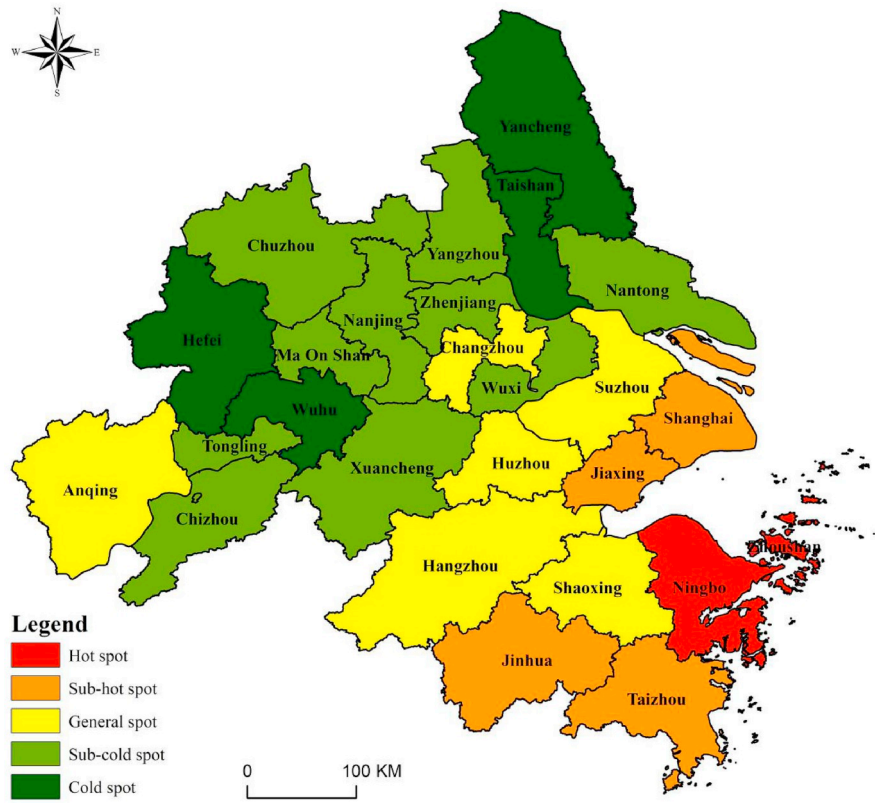 N
W
E
S
Yancheng
Taishan
Chuzhou
Yangzhou
Nantong
Zhenjiang
Nanjing
Hefei
Changzhou
Ma On Shan
Wuxi
Suzhou
Wuhu
Shanghai
Tongling
Xuancheng
Huzhou
Jiaxing
Anqing
Chizhou
Hangzhou
Shaoxing
Ningbo
Jinhua
Taizhou
Legend
Hot spot
Sub-hot spot
General spot
Sub-cold spot
Cold spot
0
100 KM